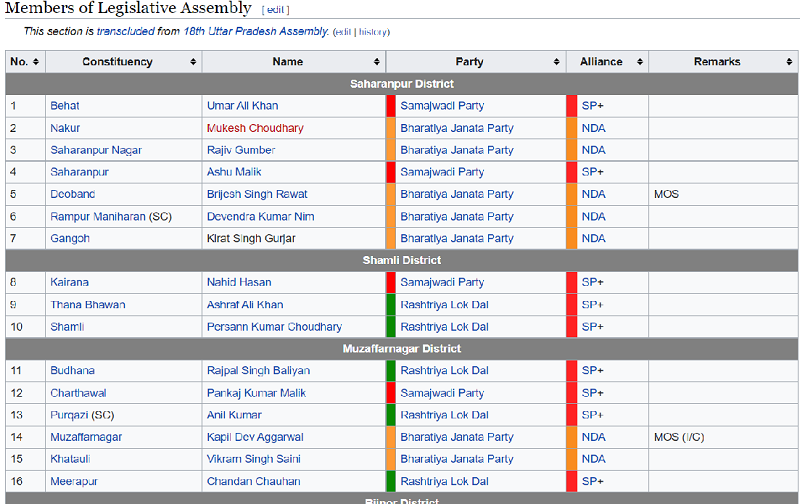 Members of Legislative Assembly [ edit ]
This section is transcluded from 18th Uttar Pradesh Assembly. (edit | history)
No. Constituency Name Party Alliance Remarks
Saharanpur District
1 Behat Umar Ali Khan Samajwadi Party SP+
2 Nakur Mukesh Choudhary Bharatiya Janata Party NDA
3 Saharanpur Nagar Rajiv Gumber Bharatiya Janata Party NDA
4 Saharanpur Ashu Malik Samajwadi Party SP+
5 Deoband Brijesh Singh Rawat Bharatiya Janata Party NDA MOS
6 Rampur Maniharan (SC) Devendra Kumar Nim Bharatiya Janata Party NDA
7 Gangoh Kirat Singh Gurjar Bharatiya Janata Party NDA
Shamli District
8 Kairana Nahid Hasan Samajwadi Party SP+
9 Thana Bhawan Ashraf Ali Khan Rashtriya Lok Dal SP+
10 Shamli Persann Kumar Choudhary Rashtriya Lok Dal SP+
Muzaffarnagar District
11 Budhana Rajpal Singh Baliyan Rashtriya Lok Dal SP+
12 Charthawal Pankaj Kumar Malik Samajwadi Party SP+
13 Purqazi (SC) Anil Kumar Rashtriya Lok Dal SP+
14 Muzaffarnagar Kapil Dev Aggarwal Bharatiya Janata Party NDA MOS (I/C)
15 Khatauli Vikram Singh Saini Bharatiya Janata Party NDA
16 Meerapur Chandan Chauhan Rashtriya Lok Dal SP+
Bijnor District